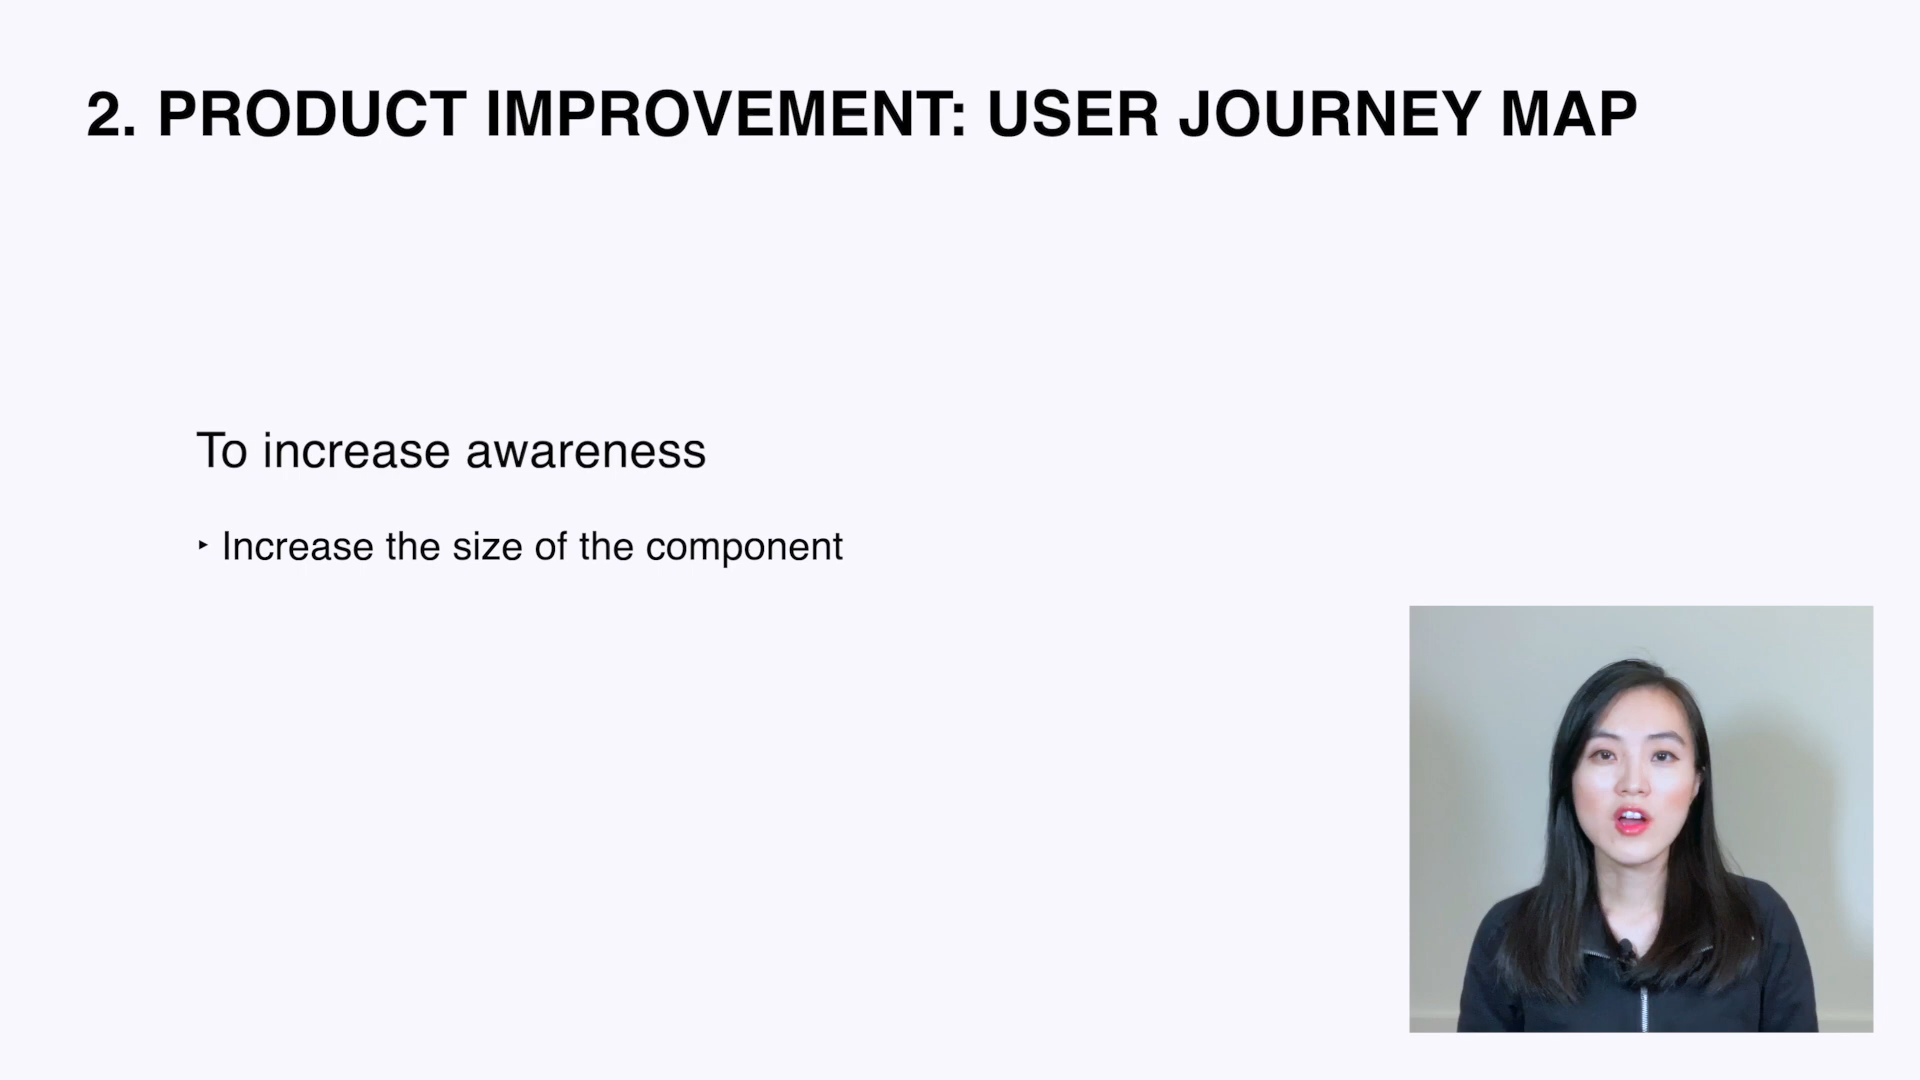 2. PRODUCT IMPROVEMENT: USER JOURNEY MAP
To increase awareness
‣ Increase the size of the component